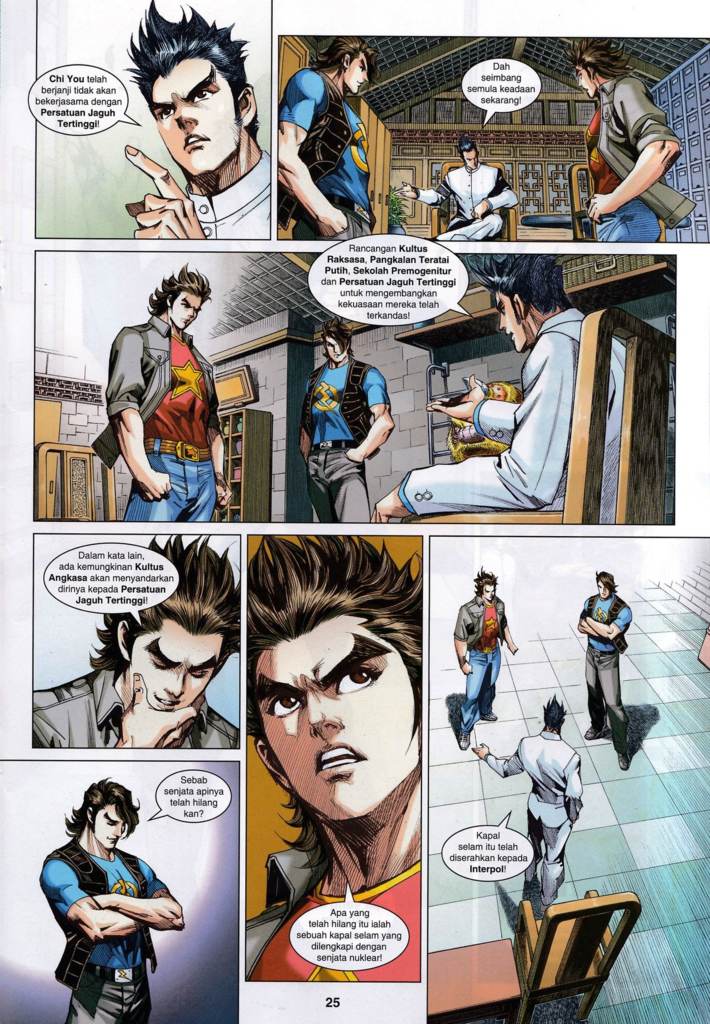 Chi You telah
berjanji tidak akan
bekerjasama dengan
Persatuan Jaguh
Tertinggi!
Dah
seimbang
semula keadaan
sekarang!
Rancangan Kultus
Raksasa, Pangkalan Teratai
Putih, Sekolah Premogenitur
dan Persatuan Jaguh Tertinggi
untuk mengembangkan
kekuasaan mereka telah
terkandas!
Dalam kata lain,
ada kemungkinan Kultus
Angkasa akan menyandarkan
dirinya kepada Persatuan
Jaguh Tertinggi!
Sebab
senjata apinya
telah hilang
kan?
Apa yang
telah hilang itu ialah
sebuah kapal selam yang
dilengkapi dengan
senjata nuklear!
Kapal
selam itu telah
diserahkan kepada
Interpol!
25